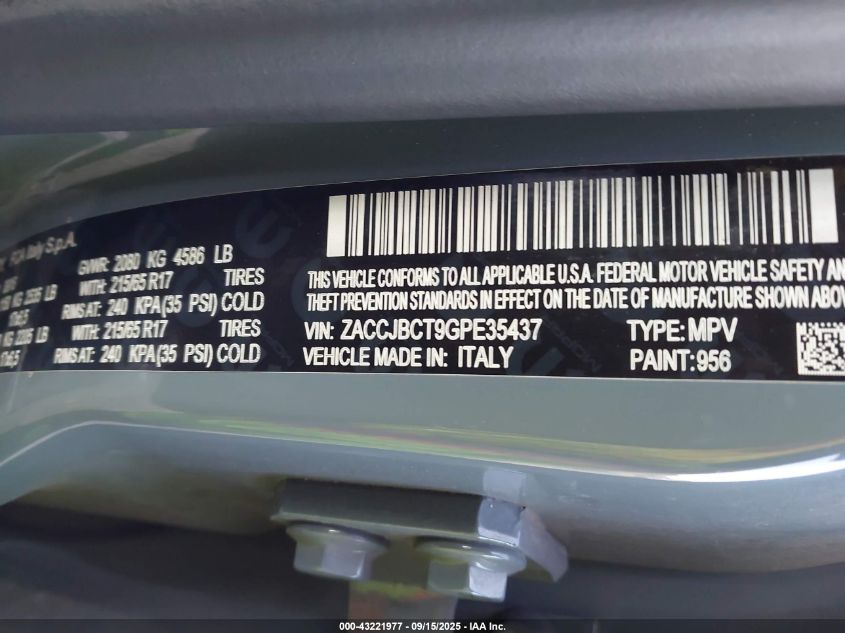 Italy S.p.A.
GVWR: 2080 KG 4586 LB
WITH: 215/65 R17 TIRES
RIMS AT: 240 KPA(35 PSI) COLD
WITH: 215/65 R17 TIRES
RIMS AT: 240 KPA(35 PSI) COLD
THIS VEHICLE CONFORMS TO ALL APPLICABLE U.S.A. FEDERAL MOTOR VEHICLE SAFETY AN
THEFT PREVENTION STANDARDS IN EFFECT ON THE DATE OF MANUFACTURE SHOWN ABOV
VIN: ZACCJBCT9GPE35437 TYPE: MPV
VEHICLE MADE IN: ITALY PAINT: 956
000-43221977 - 09/15/2025 - IAA Inc.